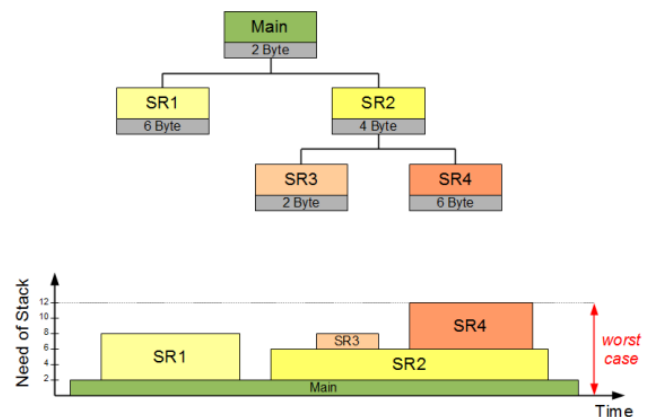 Main
2 Byte
SR1
SR2
6 Byte
4 Byte
SR3
SR4
2 Byte
6 Byte
Need of Stack
12
10
8
6
4
2
SR1
SR3
SR4
SR2
Main
worst
case
Time